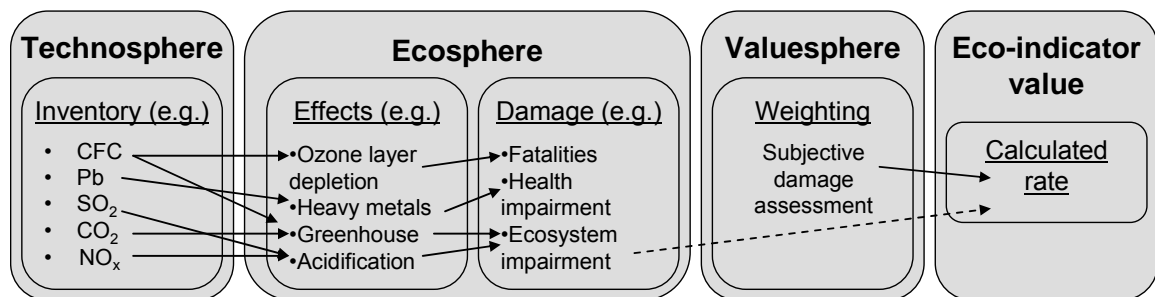 Technosphere
Inventory (e.g.)
• CFC
• Pb
• SO₂
• CO₂
• NOₓ
Ecosphere
Effects (e.g.)
•Ozone layer
depletion
•Heavy metals
•Greenhouse
•Acidification
Damage (e.g.)
•Fatalities
•Health
impairment
•Ecosystem
impairment
Valuesphere
Weighting
Subjective
damage
assessment
Eco-indicator
value
Calculated
rate